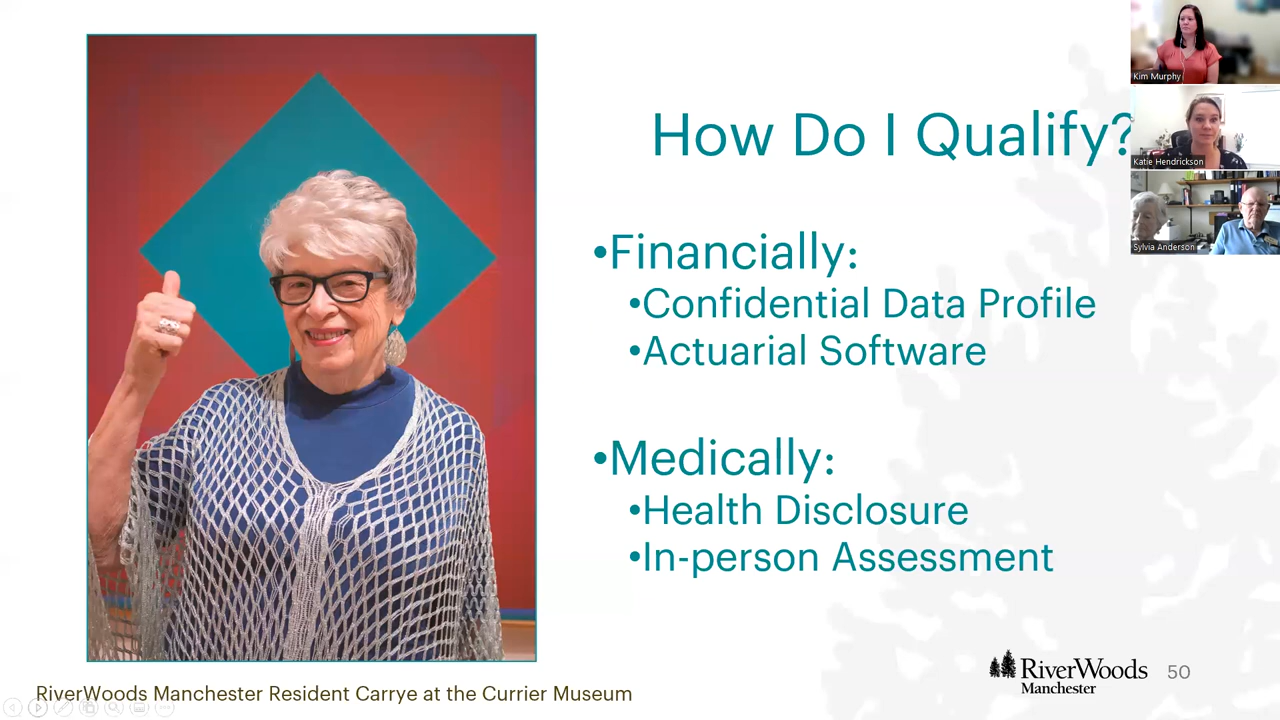 How Do I Qualify?
•Financially:
•Confidential Data Profile
•Actuarial Software
•Medically:
•Health Disclosure
•In-person Assessment
RiverWoods Manchester Resident Carrye at the Currier Museum
RiverWoods
Manchester
50
Kim Murphy
Katie Hendrickson
Sylvia Anderson